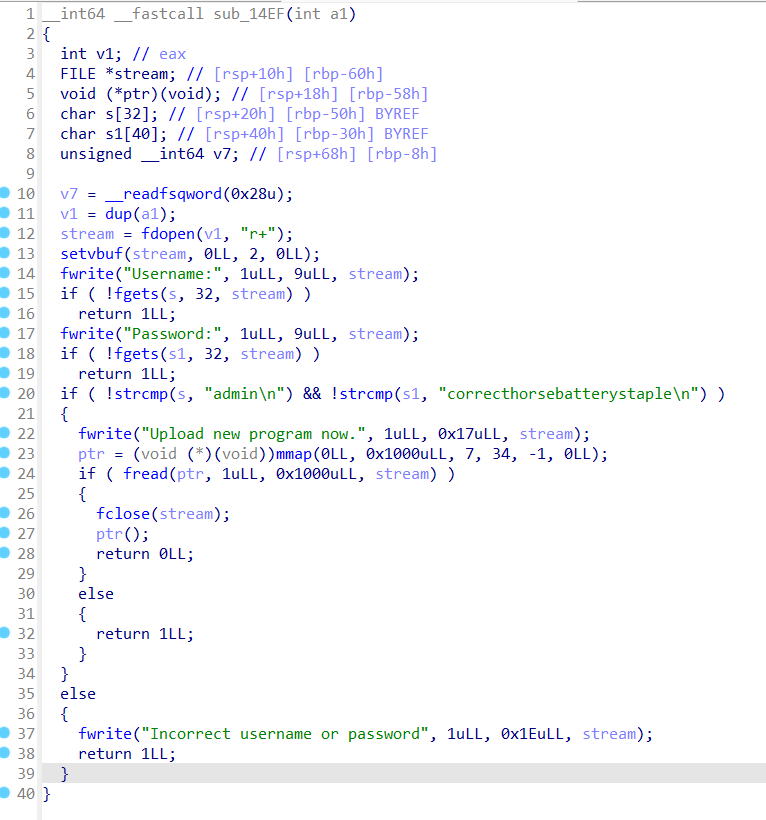 1 __int64 __fastcall sub_14EF(int a1)
2 {
3   int v1; // eax
4   FILE *stream; // [rsp+10h] [rbp-60h]
5   void (*ptr)(void); // [rsp+18h] [rbp-58h]
6   char s[32]; // [rsp+20h] [rbp-50h] BYREF
7   char s1[40]; // [rsp+40h] [rbp-30h] BYREF
8   unsigned __int64 v7; // [rsp+68h] [rbp-8h]
9
10   v7 = __readfsqword(0x28u);
11   v1 = dup(a1);
12   stream = fdopen(v1, "r+");
13   setvbuf(stream, 0LL, 2, 0LL);
14   fwrite("Username:", 1uLL, 9uLL, stream);
15   if ( !fgets(s, 32, stream) )
16     return 1LL;
17   fwrite("Password:", 1uLL, 9uLL, stream);
18   if ( !fgets(s1, 32, stream) )
19     return 1LL;
20   if ( !strcmp(s, "admin\n") && !strcmp(s1, "correcthorsebatterystaple\n") )
21   {
22     fwrite("Upload new program now.", 1uLL, 0x17uLL, stream);
23     ptr = (void (*)(void))mmap(0LL, 0x1000uLL, 7, 34, -1, 0LL);
24     if ( fread(ptr, 1uLL, 0x1000uLL, stream) )
25     {
26       fclose(stream);
27       ptr();
28       return 0LL;
29     }
30     else
31     {
32       return 1LL;
33     }
34   }
35   else
36   {
37     fwrite("Incorrect username or password", 1uLL, 0x1EuLL, stream);
38     return 1LL;
39   }
40 }